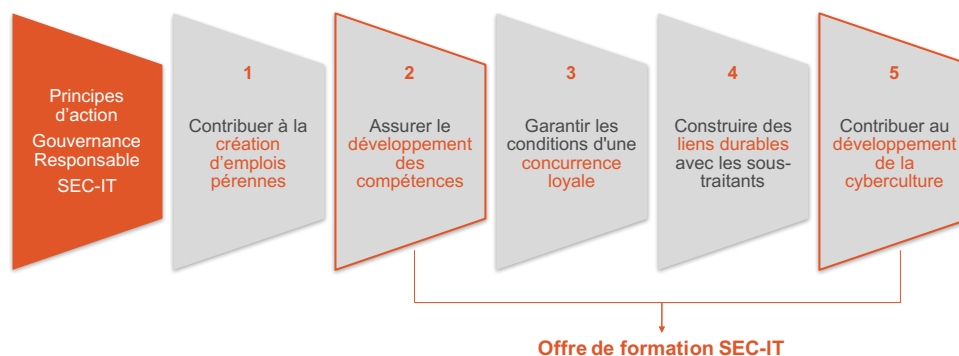 Principes
d’action
Gouvernance
Responsable
SEC-IT
1
Contribuer à la
création
d’emplois
pérennes
2
Assurer le
développement
des
compétences
3
Garantir les
conditions d'une
concurrence
loyale
4
Construire des
liens durables
avec les sous-
traitants
5
Contribuer au
développement
de la
cyberculture
Offre de formation SEC-IT